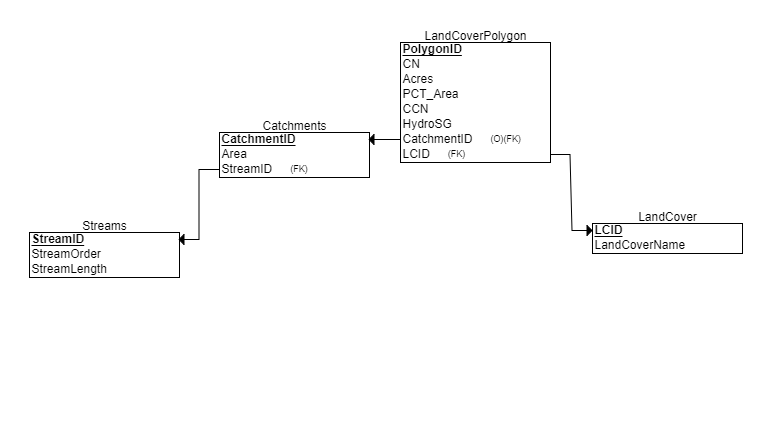 LandCoverPolygon
PolygonID
CN
Acres
PCT_Area
CCN
HydroSG
CatchmentID (O)(FK)
LCID (FK)
Catchments
CatchmentID
Area
StreamID (FK)
Streams
StreamID
StreamOrder
StreamLength
LandCover
LCID
LandCoverName